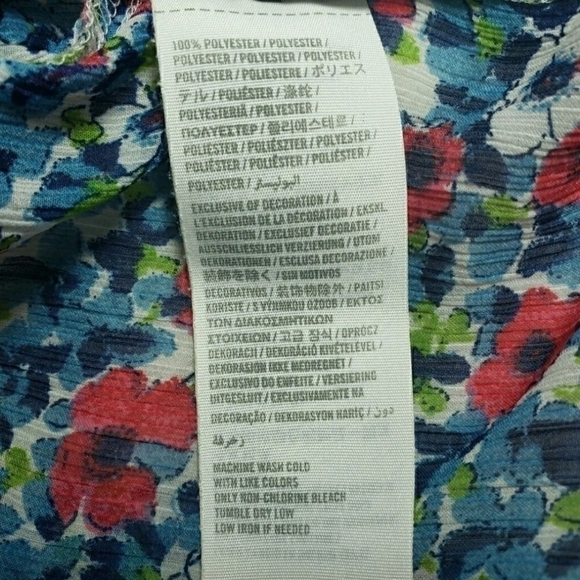 100% POLYESTER / POLYESTER /
POLYESTER / POLYESTER /
POLYESTER / POLIESTERE / ポリエス
テル / POLIÉSTER / 涤纶 /
POLYESTERIÄ / POLYESTER /
ΠΟΛΥΕΣΤΕΡ / 폴리에스테르 /
POLIESTER / POLIÉSZTER / POLYESTER /
POLIÉSTER / POLIÉSTER / POLIÉSTER /
POLYESTER / البوليستر
EXCLUSIVE OF DECORATION / À
L'EXCLUSION DE LA DÉCORATION / EKSKL.
DEKORATION / EXCLUSIEF DECORATIE /
AUSSCHLIESSLICH VERZIERUNG / UTOM
DEKORATIONEN / ESCLUSA DECORAZIONE /
装飾を除く / SIN MOTIVOS
DECORATIVOS / 装饰物除外 / PAITSI
KORISTE / S VÝJIMKOU OZDOB / ΕΚΤΟΣ
ΤΩΝ ΔΙΑΚΟΣΜΗΤΙΚΩΝ
ΣΤΟΙΧΕΙΩΝ / 고급 장식 / OPRÓCZ
DEKORACJI / DEKORÁCIÓ KIVÉTELÉVEL /
DEKORASJON IKKE MEDREGNET /
EXCLUSIVO DO ENFEITE / VERSIERING
UITGESLUIT / EXCLUSIVAMENTE NA
DECORAÇÃO / DEKORASYON HARİÇ / دون
زخرفة
MACHINE WASH COLD
WITH LIKE COLORS
ONLY NON-CHLORINE BLEACH
TUMBLE DRY LOW
LOW IRON IF NEEDED